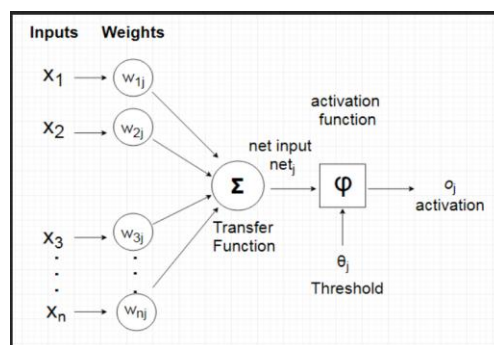 Inputs Weights
x1 w1j
x2 w2j
x3 w3j
xn wnj
Σ
Transfer
Function
net input
netj
activation
function
φ
oj
activation
θj
Threshold